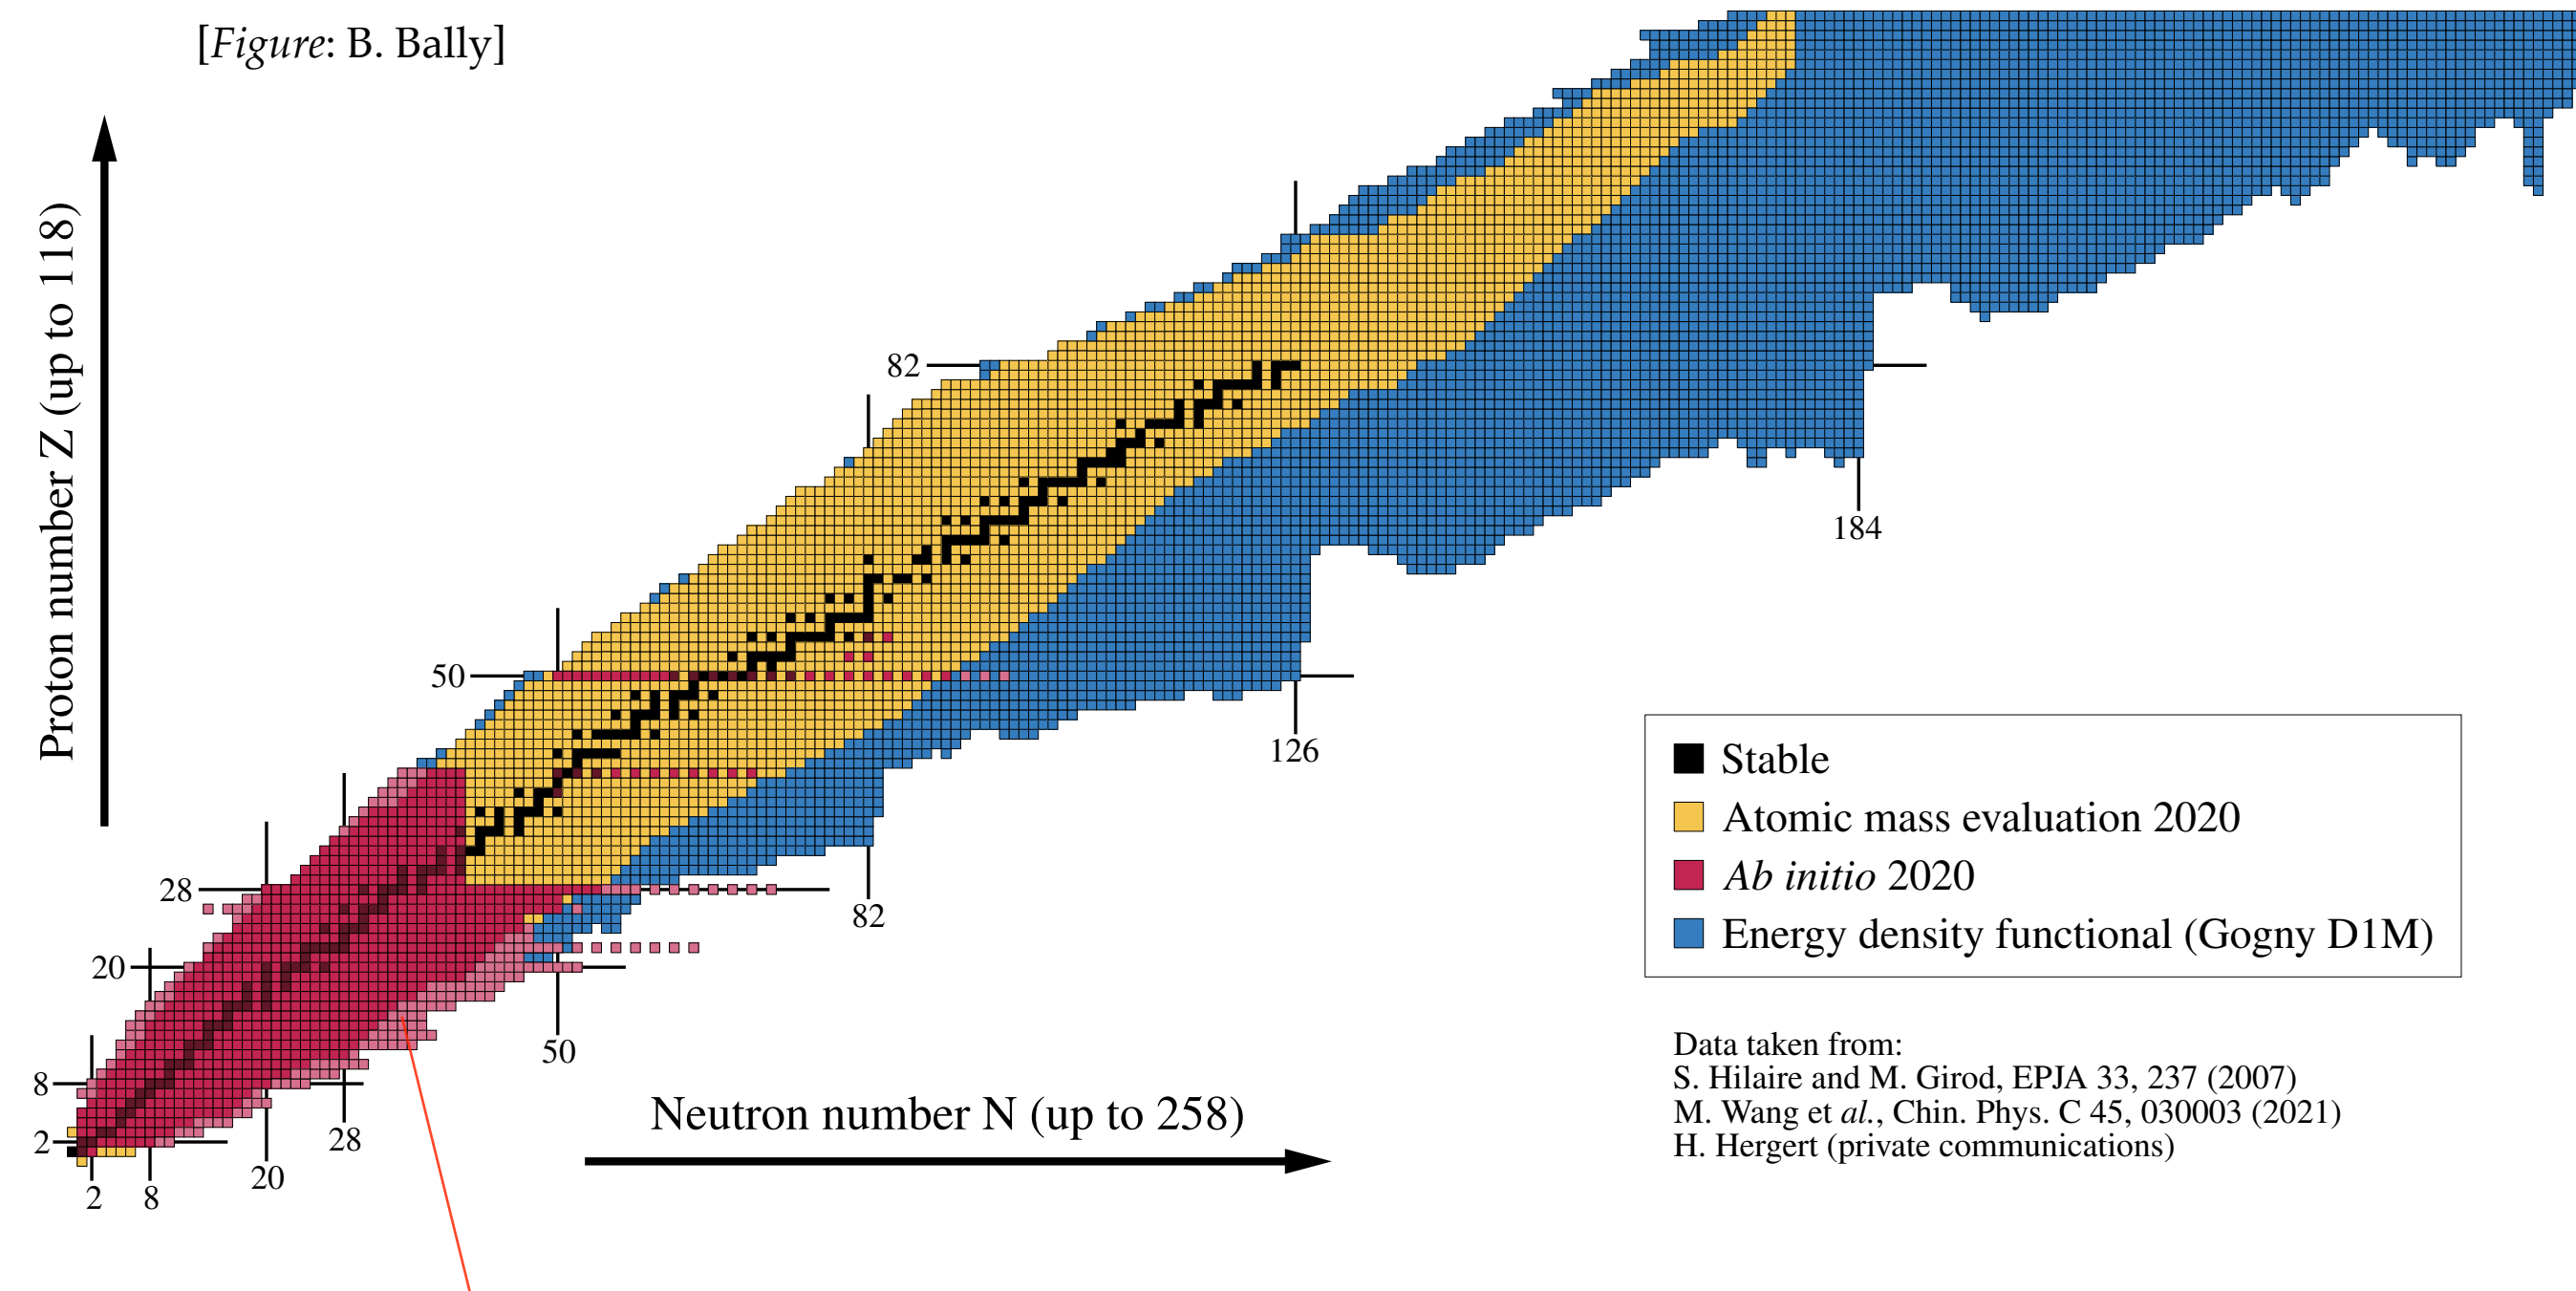 [Figure: B. Bally]
Proton number Z (up to 118)
82
50
184
126
28
82
20
50
8
2
28
20
2
8
Neutron number N (up to 258)
Stable
Atomic mass evaluation 2020
Ab initio 2020
Energy density functional (Gogny D1M)
Data taken from:
S. Hilaire and M. Girod, EPJA 33, 237 (2007)
M. Wang et al., Chin. Phys. C 45, 030003 (2021)
H. Hergert (private communications)